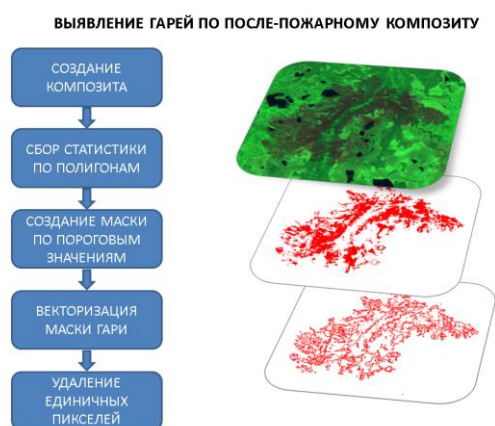 ВЫЯВЛЕНИЕ ГАРЕЙ ПО ПОСЛЕ-ПОЖАРНОМУ КОМПОЗИТУ
СОЗДАНИЕ
КОМПОЗИТА
СБОР СТАТИСТИКИ
ПО ПОЛИГОНАМ
СОЗДАНИЕ МАСКИ
ПО ПОРОГОВЫМ
ЗНАЧЕНИЯМ
ВЕКТОРИЗАЦИЯ
МАСКИ ГАРИ
УДАЛЕНИЕ
ЕДИНИЧНЫХ
ПИКСЕЛЕЙ